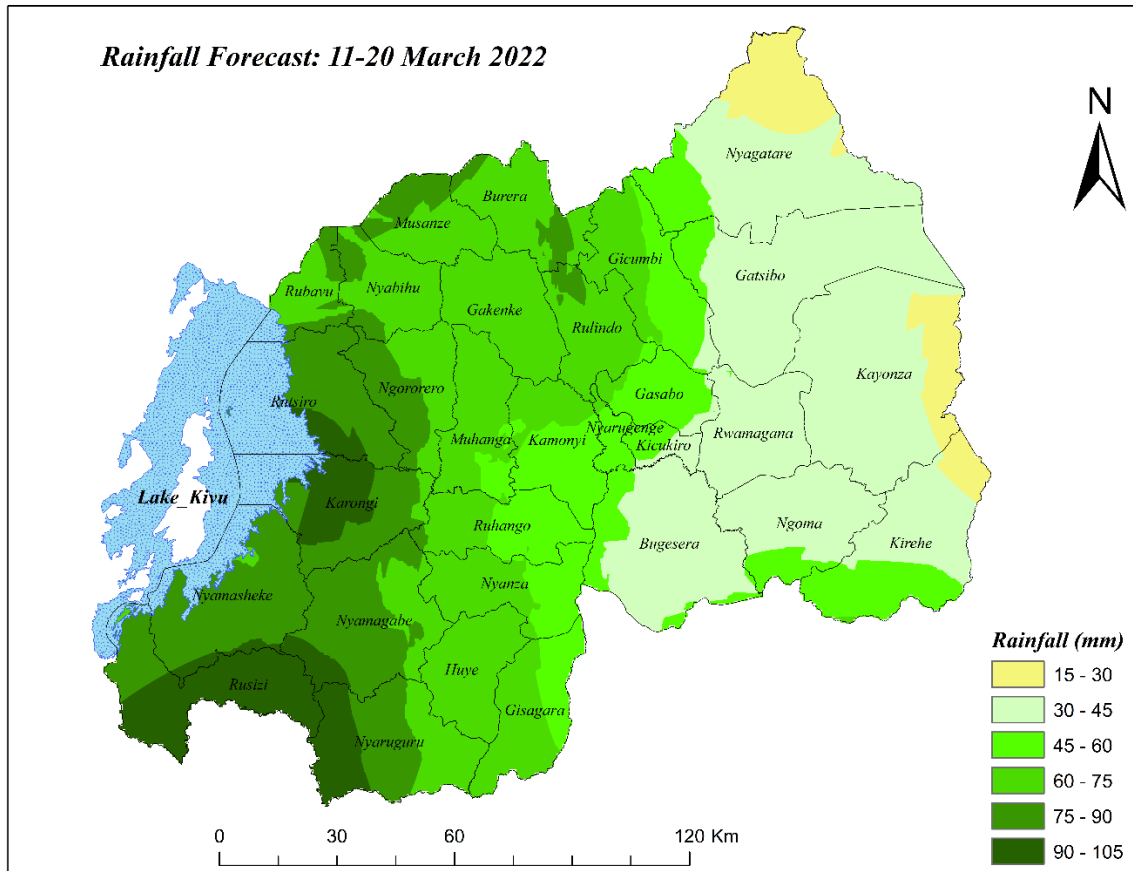 Rainfall Forecast: 11-20 March 2022
N
Nyagatare
Burera
Musanze
Gicumbi
Gatsibo
Rubavu
Nyabihu
Gakenke
Rulindo
Kayonza
Ngororero
Gasabo
Rutsiro
Nyarugenge
Rwamagana
Muhanga
Kamonyi
Kicukiro
Lake_Kivu
Karongi
Ruhango
Ngoma
Bugesera
Kirehe
Nyanza
Nyamasheke
Nyamagabe
Huye
Rusizi
Gisagara
Nyaruguru
Rainfall (mm)
15 - 30
30 - 45
45 - 60
60 - 75
75 - 90
90 - 105
0 30 60 120 Km